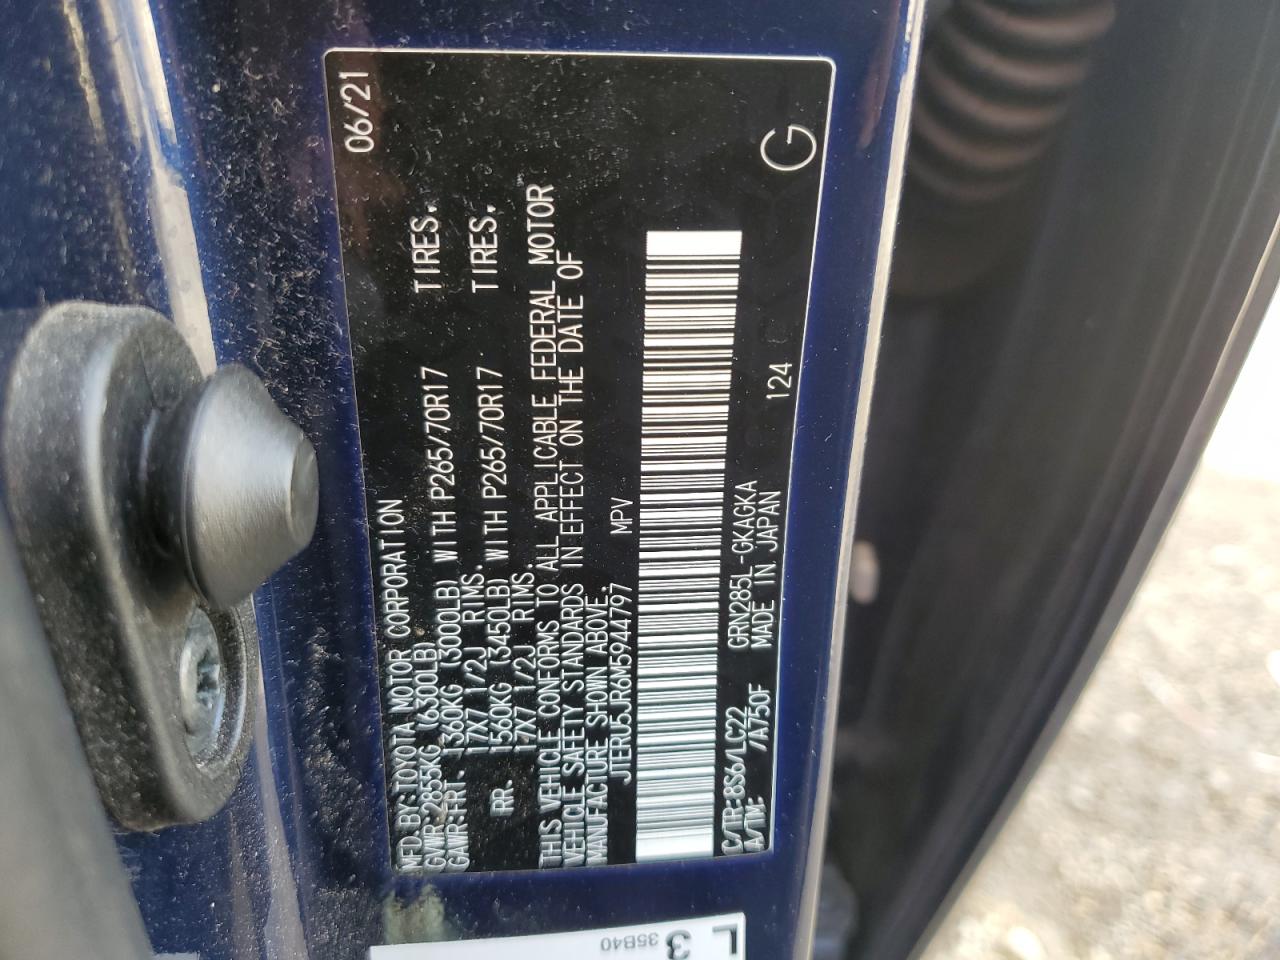 MFD. BY: TOYOTA MOTOR CORPORATION 06/21
GVWR: 2855KG (6300LB)
GAWR: FRT. 1360KG (3000LB) WITH P265/70R17 TIRES.
17X7 1/2J RIMS.
RR. 1560KG (3450LB) WITH P265/70R17 TIRES.
17X7 1/2J RIMS.
THIS VEHICLE CONFORMS TO ALL APPLICABLE FEDERAL MOTOR
VEHICLE SAFETY STANDARDS IN EFFECT ON THE DATE OF
MANUFACTURE SHOWN ABOVE.
JTERU5JR6M5944797 MPV
C/TR: 8S6/LC22 GRN285L-GKAGKA
A/TM: /A750F MADE IN JAPAN 124
G
L
3
35B40